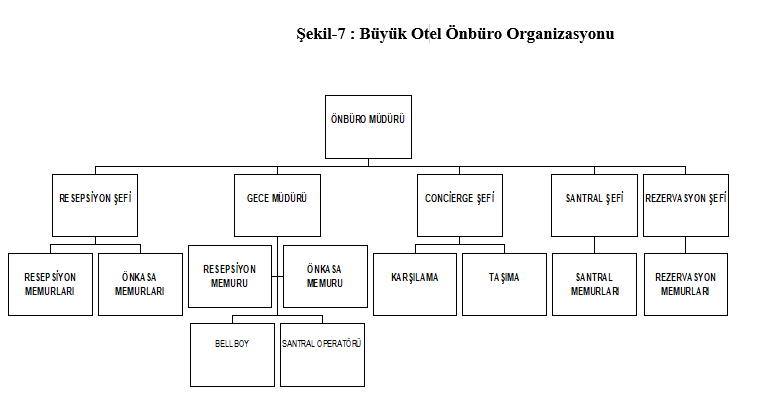 Şekil-7 : Büyük Otel Önbüro Organizasyonu
ÖNBÜRO MÜDÜRÜ
RESEPSİYON ŞEFİ
GECE MÜDÜRÜ
CONCİERGE ŞEFİ
SANTRAL ŞEFİ
REZERVASYON ŞEFİ
RESEPSİYON
MEMURLARI
ÖNKASA
MEMURLARI
RESEPSİYON
MEMURU
ÖNKASA
MEMURU
KARŞILAMA
TAŞIMA
SANTRAL
MEMURLARI
REZERVASYON
MEMURLARI
BELLBOY
SANTRAL OPERATÖRÜ